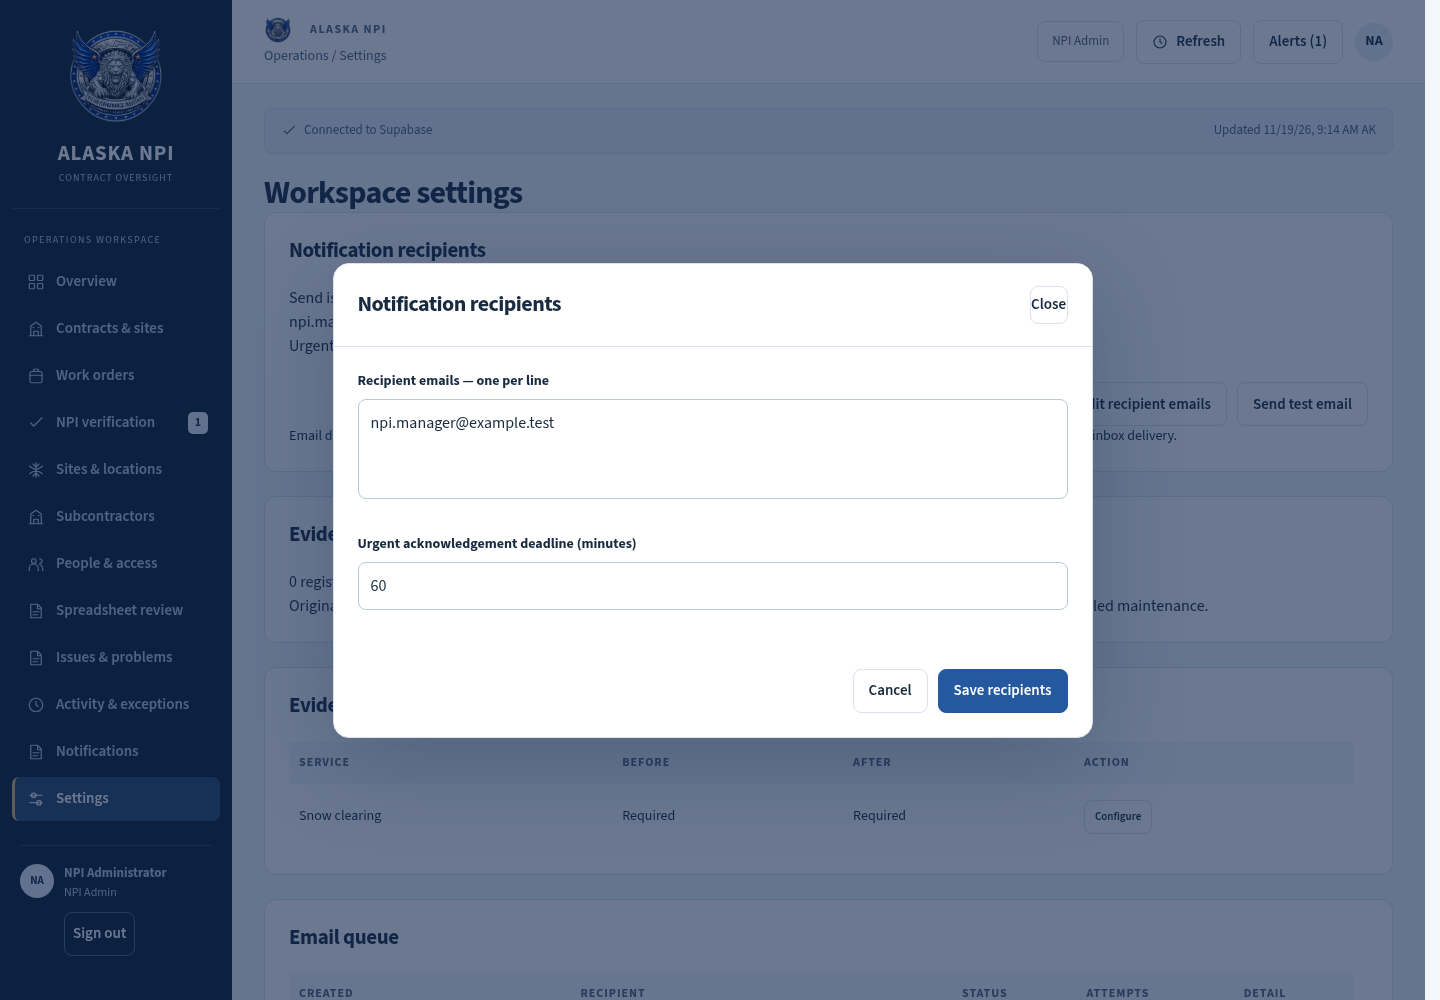 ALASKA NPI
CONTRACT OVERSIGHT
OPERATIONS WORKSPACE
Overview
Contracts & sites
Work orders
NPI verification 1
Sites & locations
Subcontractors
People & access
Spreadsheet review
Issues & problems
Activity & exceptions
Notifications
Settings
NA NPI Administrator
NPI Admin
Sign out
ALASKA NPI
Operations / Settings
NPI Admin
Refresh
Alerts (1)
NA
Connected to Supabase
Updated 11/19/26, 9:14 AM AK
Workspace settings
Notification recipients
Send is
npi.ma
Urgent
dit recipient emails
Send test email
Email d
inbox delivery.
Notification recipients
Close
Recipient emails — one per line
npi.manager@example.test
Urgent acknowledgement deadline (minutes)
60
Cancel
Save recipients
Evide
0 regist
Origina
led maintenance.
Evide
SERVICE BEFORE AFTER ACTION
Snow clearing Required Required Configure
Email queue
CREATED RECIPIENT STATUS ATTEMPTS DETAIL